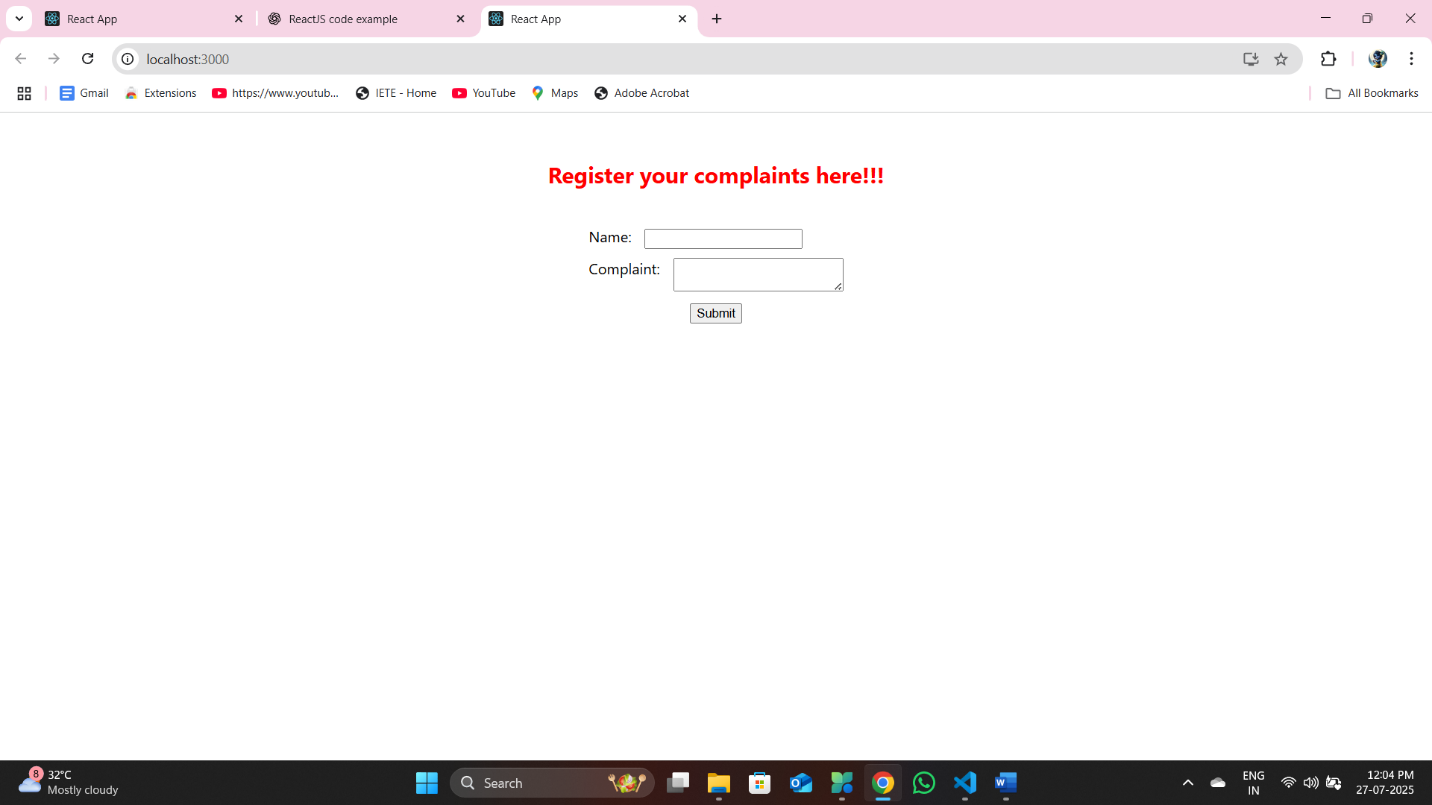 React App
ReactJS code example
React App
localhost:3000
Gmail
Extensions
https://www.youtub...
IETE - Home
YouTube
Maps
Adobe Acrobat
All Bookmarks
Register your complaints here!!!
Name:
Complaint:
Submit
8
32°C
Mostly cloudy
Search
ENG
IN
12:04 PM
27-07-2025